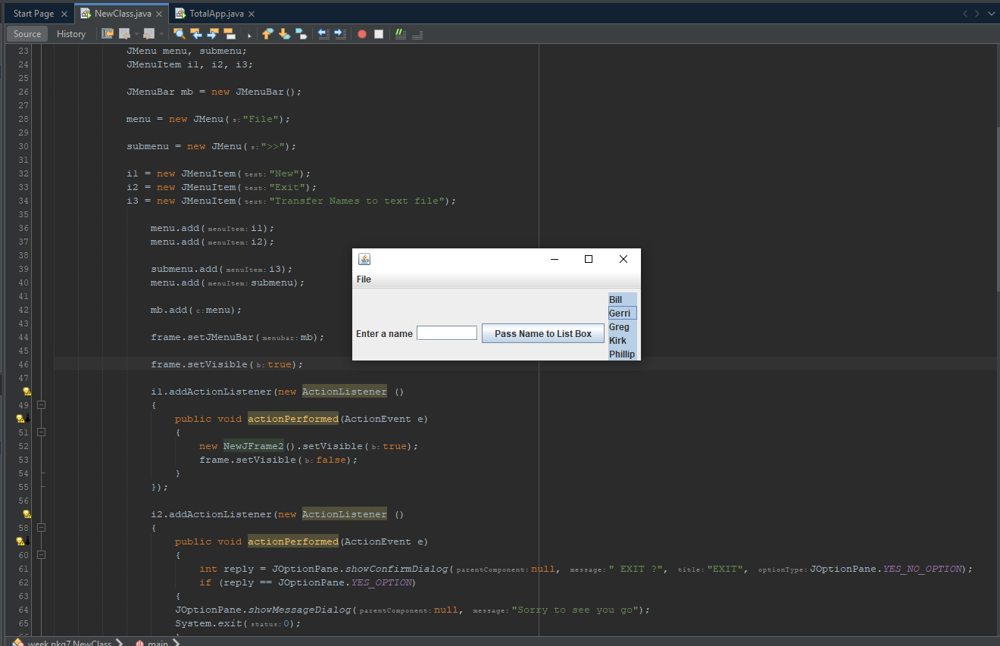 Start Page
NewClass.java
TotalApp.java
Source
History
23 JMenu menu, submenu;
24 JMenuItem i1, i2, i3;
25
26 JMenuBar mb = new JMenuBar();
27
28 menu = new JMenu( s: "File");
29
30 submenu = new JMenu( s: ">>");
31
32 i1 = new JMenuItem( text: "New");
33 i2 = new JMenuItem( text: "Exit");
34 i3 = new JMenuItem( text: "Transfer Names to text file");
35
36 menu.add( menuItem: i1);
37 menu.add( menuItem: i2);
38
39 submenu.add( menuItem: i3);
40 menu.add( menuItem: submenu);
41
42 mb.add( c: menu);
43
44 frame.setJMenuBar( menubar: mb);
45
46 frame.setVisible( b: true);
47
i1.addActionListener(new ActionListener ()
49 {
public void actionPerformed(ActionEvent e)
51 {
52 new NewJFrame2().setVisible( b: true);
53 frame.setVisible( b: false);
54 }
55 });
56
i2.addActionListener(new ActionListener ()
58 {
public void actionPerformed(ActionEvent e)
60 {
61 int reply = JOptionPane.showConfirmDialog( parentComponent: null, message: " EXIT ?", title: "EXIT", optionType: JOptionPane.YES_NO_OPTION);
62 if (reply == JOptionPane.YES_OPTION)
63 {
64 JOptionPane.showMessageDialog( parentComponent: null, message: "Sorry to see you go");
65 System.exit( status: 0);
File
Enter a name
Pass Name to List Box
Bill
Gerri
Greg
Kirk
Phillip
week.pkg7.NewClass
main